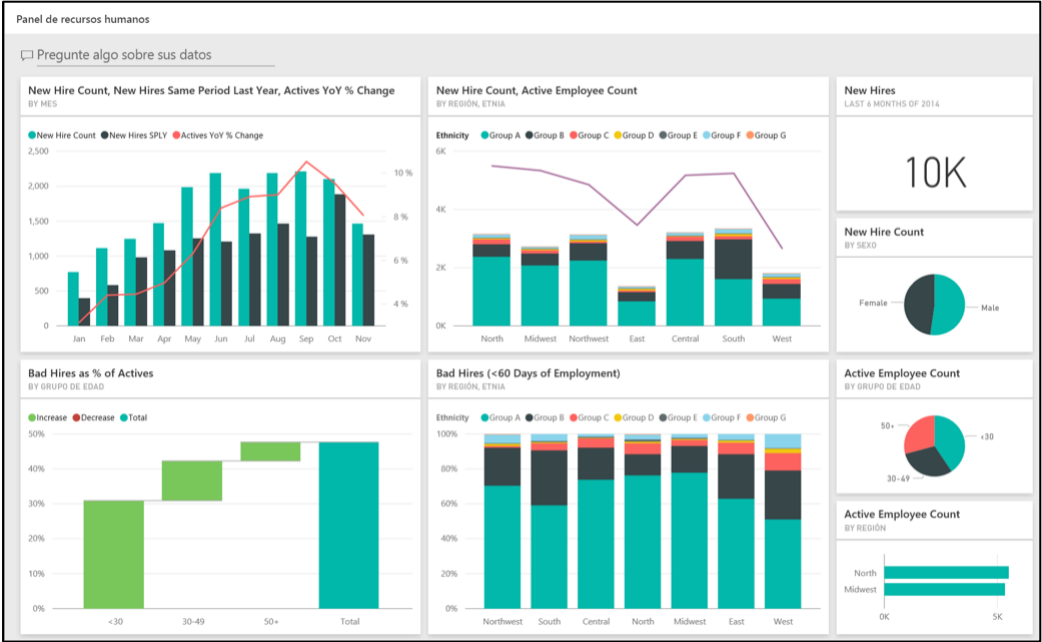 Panel de recursos humanos
Pregunte algo sobre sus datos
New Hire Count, New Hires Same Period Last Year, Actives YoY % Change
BY MES
New Hire Count New Hires SPLY Actives YoY % Change
2,500
2,000
1,500
1,000
500
0
10 %
8 %
6 %
4 %
Jan Feb Mar Apr May Jun Jul Aug Sep Oct Nov
New Hire Count, Active Employee Count
BY REGIÓN, ETNIA
Ethnicity Group A Group B Group C Group D Group E Group F Group G
6K
4K
2K
0K
North Midwest Northwest East Central South West
New Hires
LAST 6 MONTHS OF 2014
10K
New Hire Count
BY SEXO
Female
Male
Bad Hires as % of Actives
BY GRUPO DE EDAD
Increase Decrease Total
50%
40%
30%
20%
10%
0%
<30 30-49 50+ Total
Bad Hires (<60 Days of Employment)
BY REGIÓN, ETNIA
Ethnicity Group A Group B Group C Group D Group E Group F Group G
100%
80%
60%
40%
20%
0%
Northwest South Central North Midwest East West
Active Employee Count
BY GRUPO DE EDAD
50+
<30
30-49
Active Employee Count
BY REGIÓN
North
Midwest
0K 5K